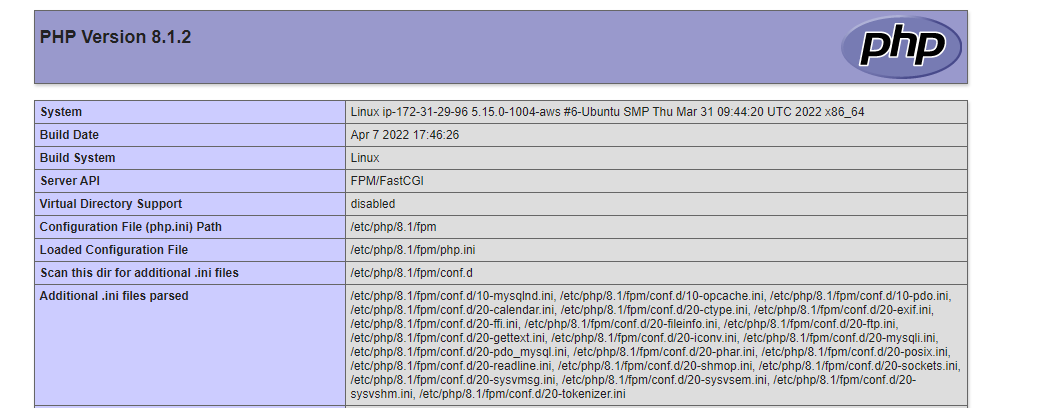 PHP Version 8.1.2
php
System Linux ip-172-31-29-96 5.15.0-1004-aws #6-Ubuntu SMP Thu Mar 31 09:44:20 UTC 2022 x86_64
Build Date Apr 7 2022 17:46:26
Build System Linux
Server API FPM/FastCGI
Virtual Directory Support disabled
Configuration File (php.ini) Path /etc/php/8.1/fpm
Loaded Configuration File /etc/php/8.1/fpm/php.ini
Scan this dir for additional .ini files /etc/php/8.1/fpm/conf.d
Additional .ini files parsed /etc/php/8.1/fpm/conf.d/10-mysqlnd.ini, /etc/php/8.1/fpm/conf.d/10-opcache.ini, /etc/php/8.1/fpm/conf.d/10-pdo.ini,
/etc/php/8.1/fpm/conf.d/20-calendar.ini, /etc/php/8.1/fpm/conf.d/20-ctype.ini, /etc/php/8.1/fpm/conf.d/20-exif.ini,
/etc/php/8.1/fpm/conf.d/20-ffi.ini, /etc/php/8.1/fpm/conf.d/20-fileinfo.ini, /etc/php/8.1/fpm/conf.d/20-ftp.ini,
/etc/php/8.1/fpm/conf.d/20-gettext.ini, /etc/php/8.1/fpm/conf.d/20-iconv.ini, /etc/php/8.1/fpm/conf.d/20-mysqli.ini,
/etc/php/8.1/fpm/conf.d/20-pdo_mysql.ini, /etc/php/8.1/fpm/conf.d/20-phar.ini, /etc/php/8.1/fpm/conf.d/20-posix.ini,
/etc/php/8.1/fpm/conf.d/20-readline.ini, /etc/php/8.1/fpm/conf.d/20-shmop.ini, /etc/php/8.1/fpm/conf.d/20-sockets.ini,
/etc/php/8.1/fpm/conf.d/20-sysvmsg.ini, /etc/php/8.1/fpm/conf.d/20-sysvsem.ini, /etc/php/8.1/fpm/conf.d/20-
sysvshm.ini, /etc/php/8.1/fpm/conf.d/20-tokenizer.ini